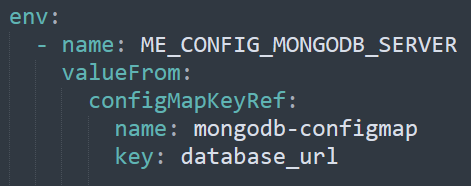 env:
  - name: ME_CONFIG_MONGODB_SERVER
    valueFrom:
      configMapKeyRef:
        name: mongodb-configmap
        key: database_url